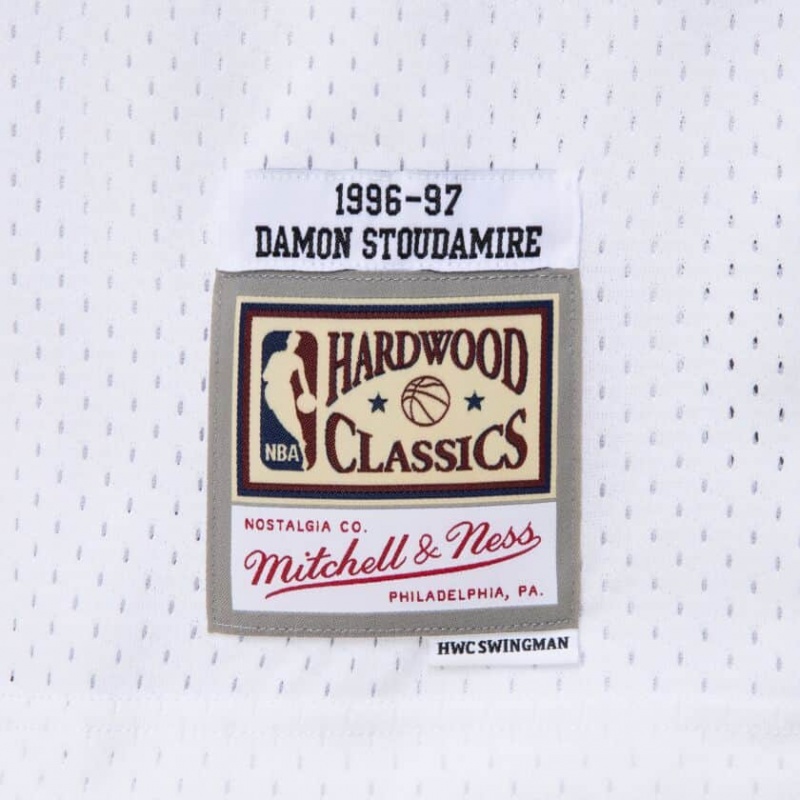 1996-97
DAMON STOUDAMIRE
HARDWOOD
CLASSICS
NBA
NOSTALGIA CO.
Mitchell & Ness
PHILADELPHIA, PA.
HWC SWINGMAN